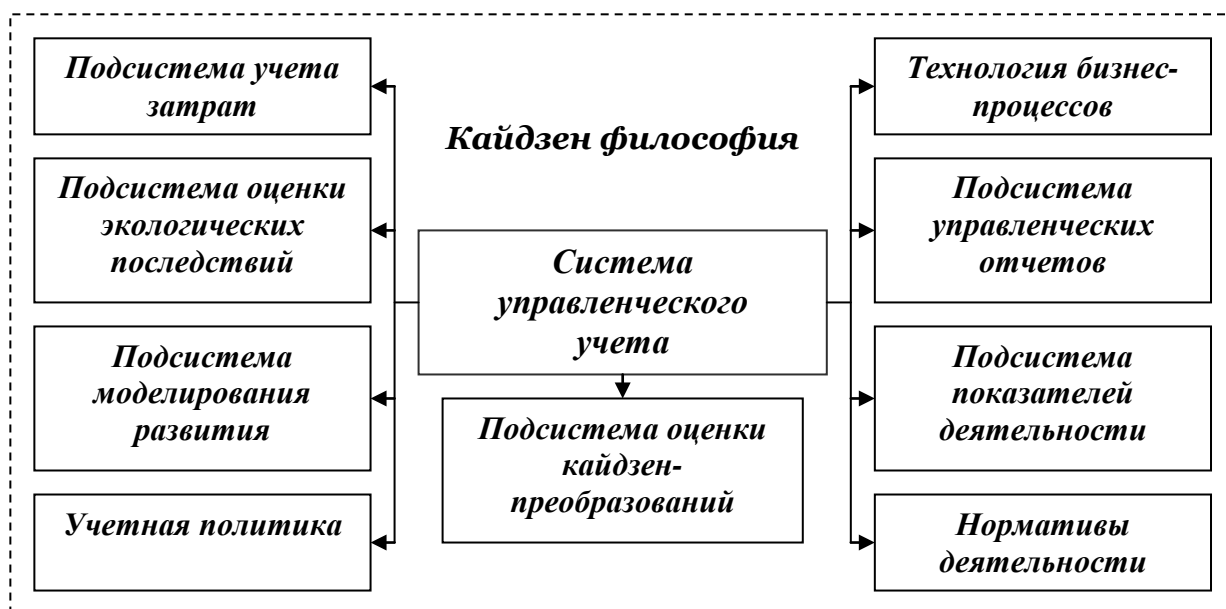 Подсистема учета
затрат
Подсистема оценки
экологических
последствий
Подсистема
моделирования
развития
Учетная политика
Кайдзен философия
Система
управленческого
учета
Подсистема оценки
кайдзен-
преобразований
Технология бизнес-
процессов
Подсистема
управленческих
отчетов
Подсистема
показателей
деятельности
Нормативы
деятельности